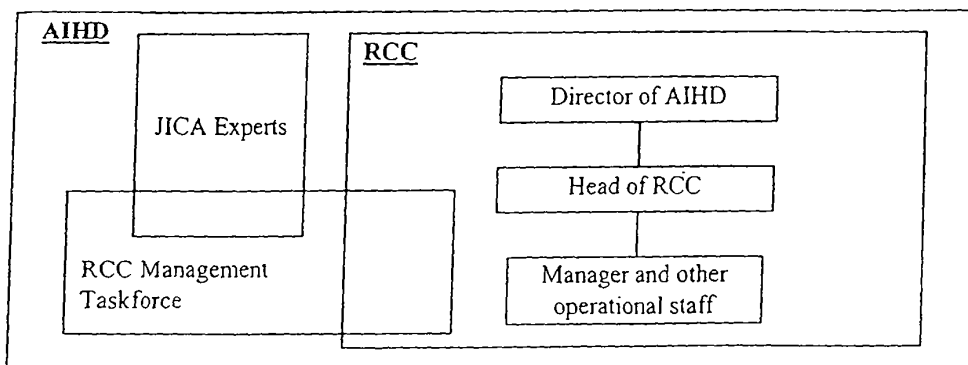 AIHD
RCC
Director of AIHD
JICA Experts
Head of RCC
RCC Management
Taskforce
Manager and other
operational staff